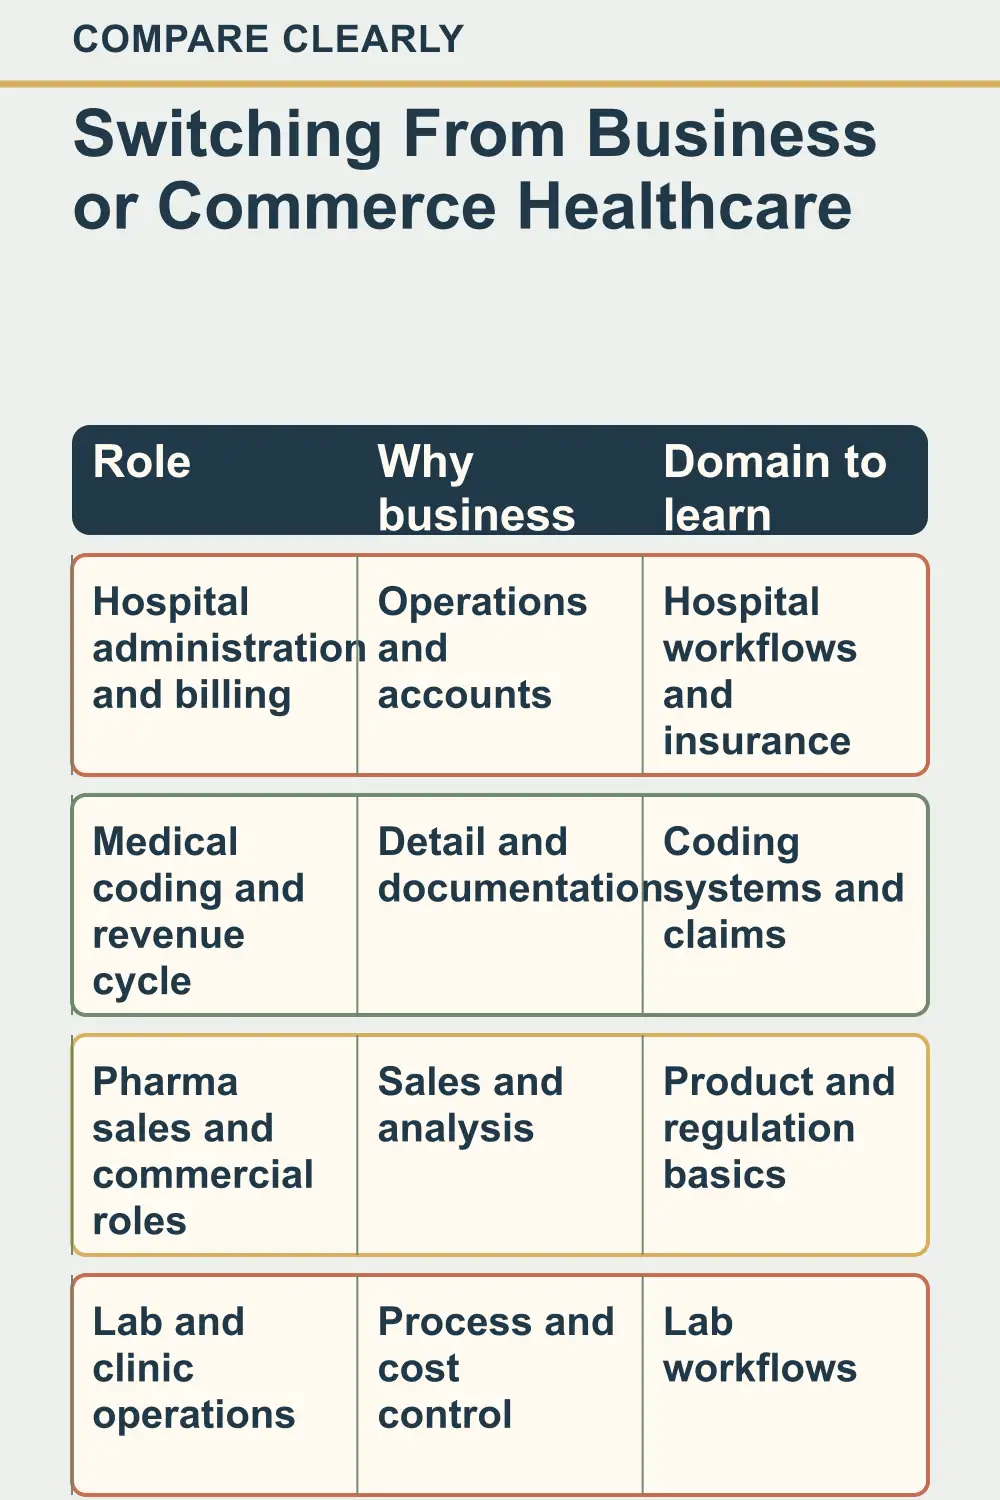 COMPARE CLEARLY
Switching From Business
or Commerce Healthcare
Role
Why
business
Domain to
learn
Hospital
administration
and billing
Operations
and
accounts
Hospital
workflows
and
insurance
Medical
coding and
revenue
cycle
Detail and
documentation
Coding
systems and
claims
Pharma
sales and
commercial
roles
Sales and
analysis
Product and
regulation
basics
Lab and
clinic
operations
Process and
cost
control
Lab
workflows